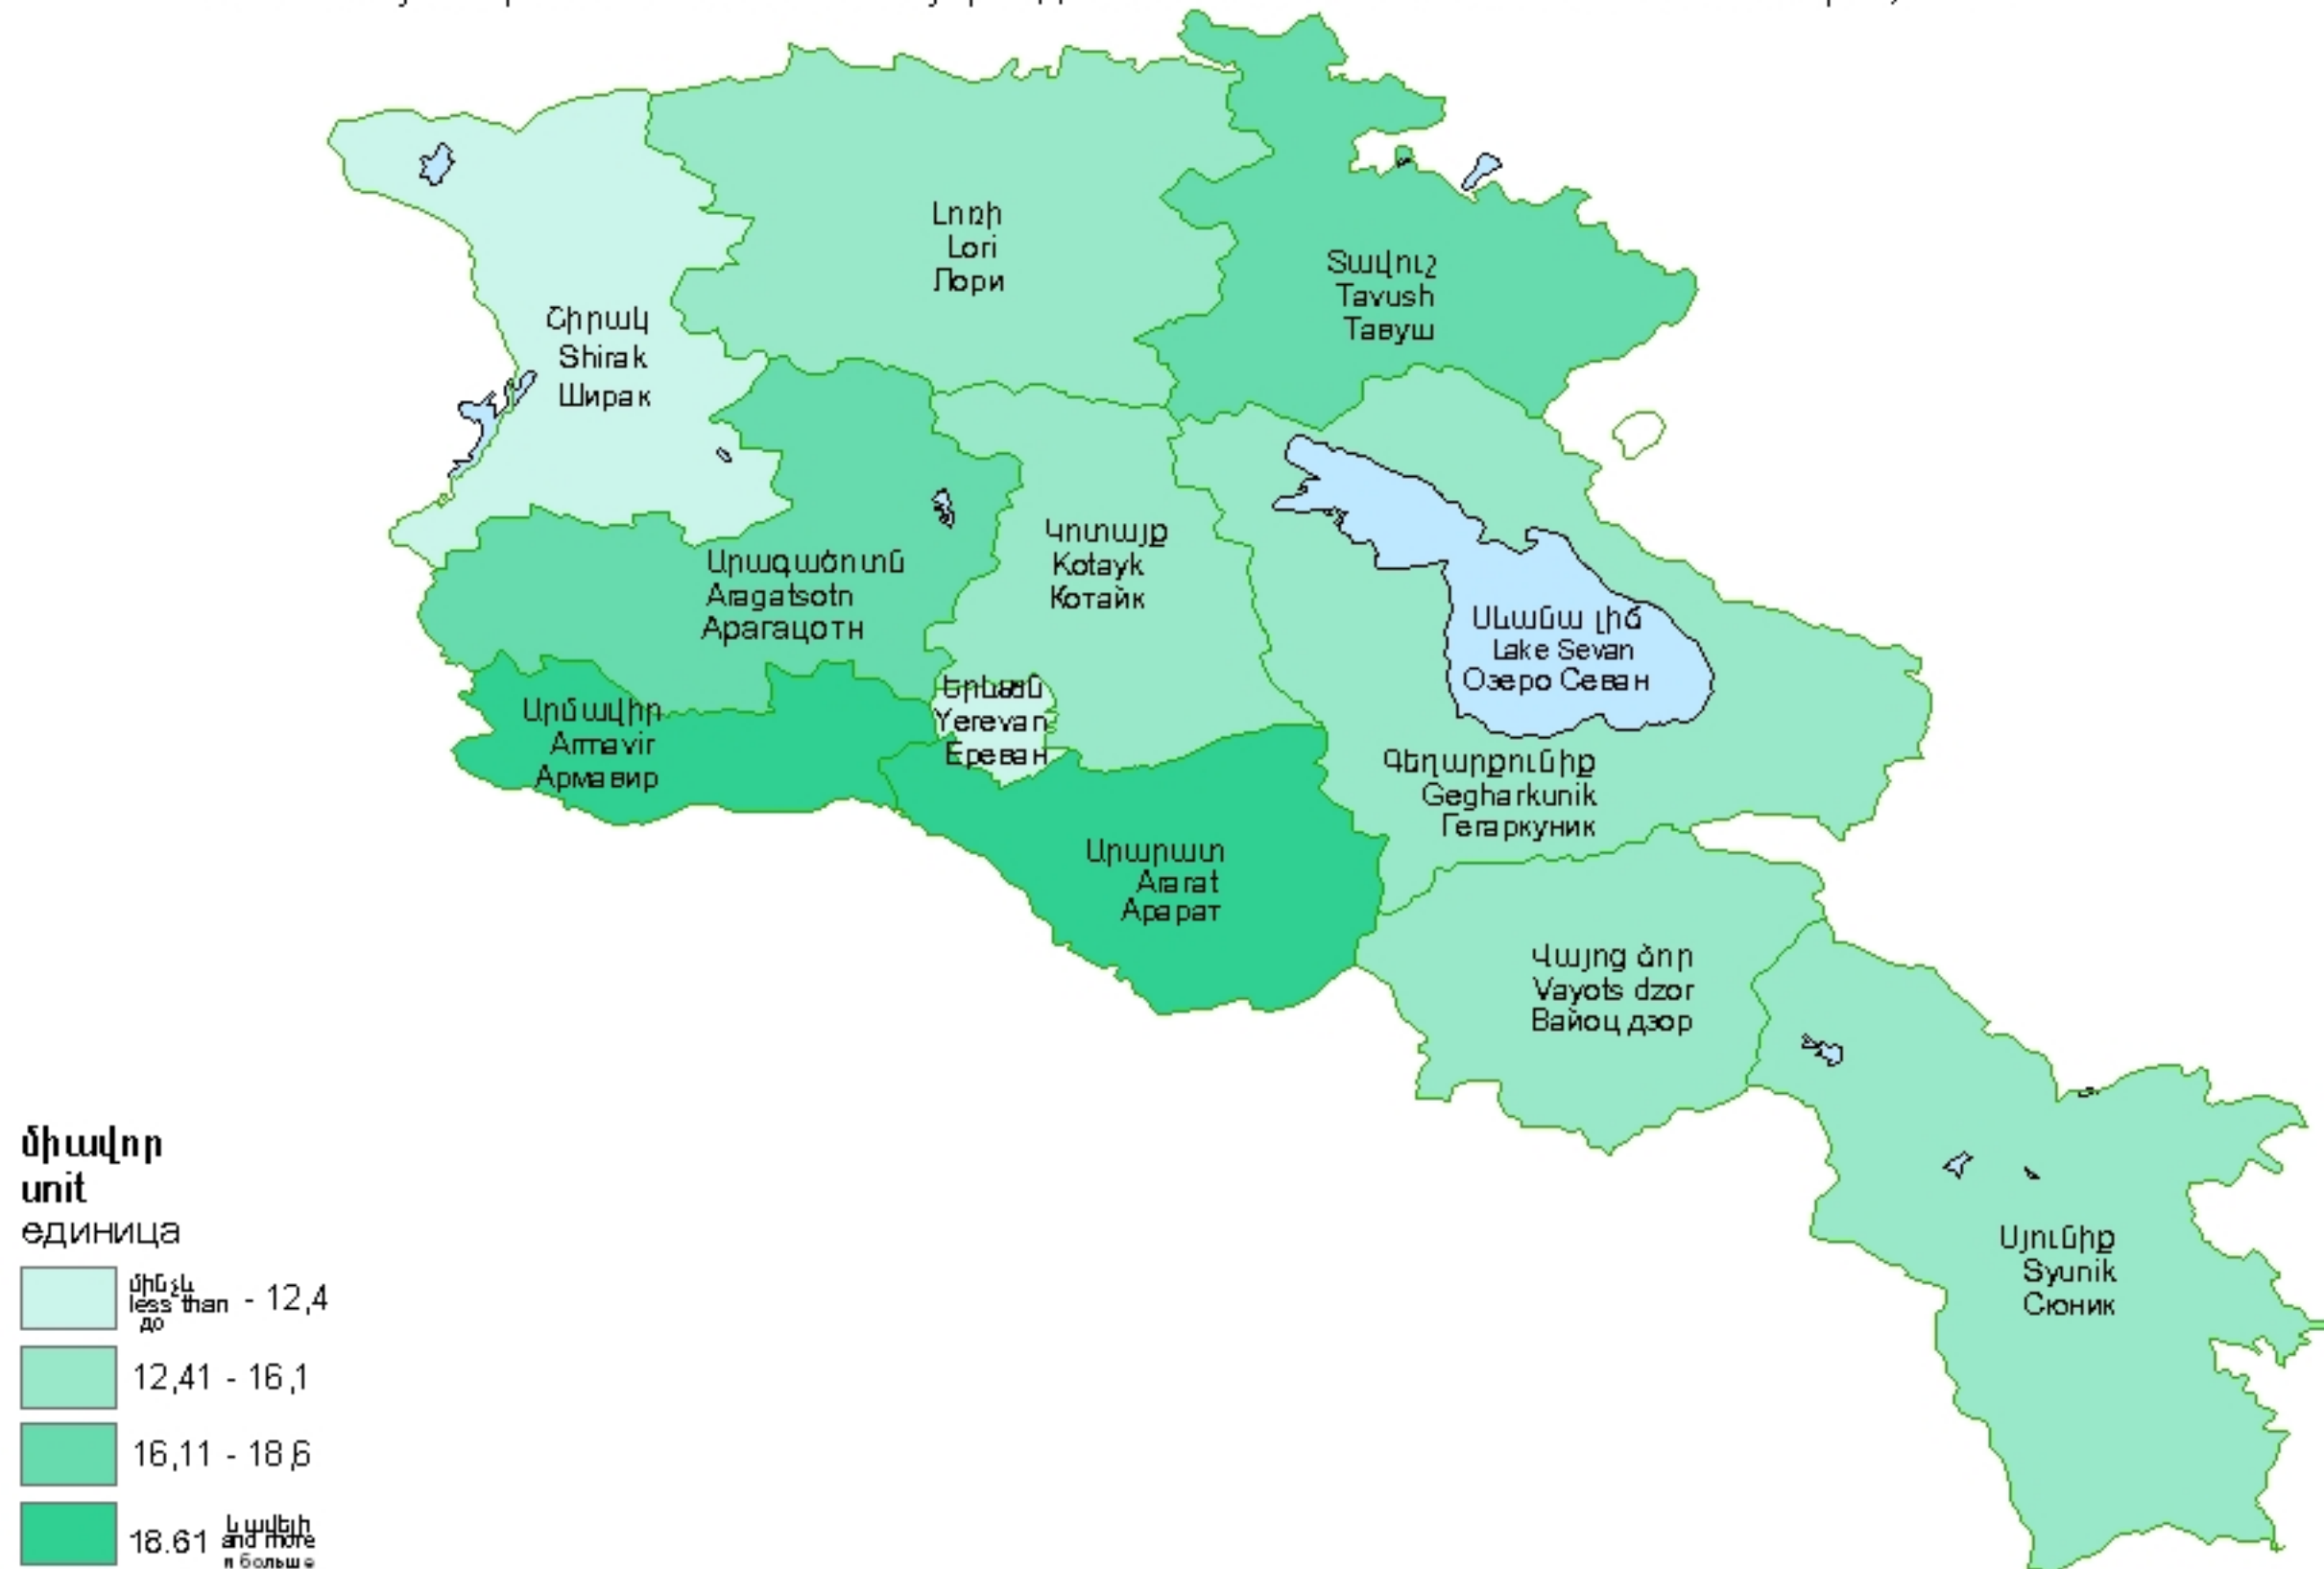 Լոռի
Lori
Лори
Տավուշ
Tavush
Тавуш
Շիրակ
Shirak
Ширак
Կոտայք
Kotayk
Котайк
Արագածոտն
Aragatsotn
Арагацотн
Սևանա լիճ
Lake Sevan
Озеро Севан
Երևան
Yerevan
Ереван
Արմավիր
Armavir
Армавир
Գեղարքունիք
Gegharkunik
Гегаркуник
Արարատ
Ararat
Арарат
Վայոց ձոր
Vayots dzor
Вайоц дзор
Սյունիք
Syunik
Сюник
միավոր
unit
единица
մինչև
less than - 12,4
до
12,41 - 16,1
16,11 - 18,6
և ավելի
18.61 and more
и больше